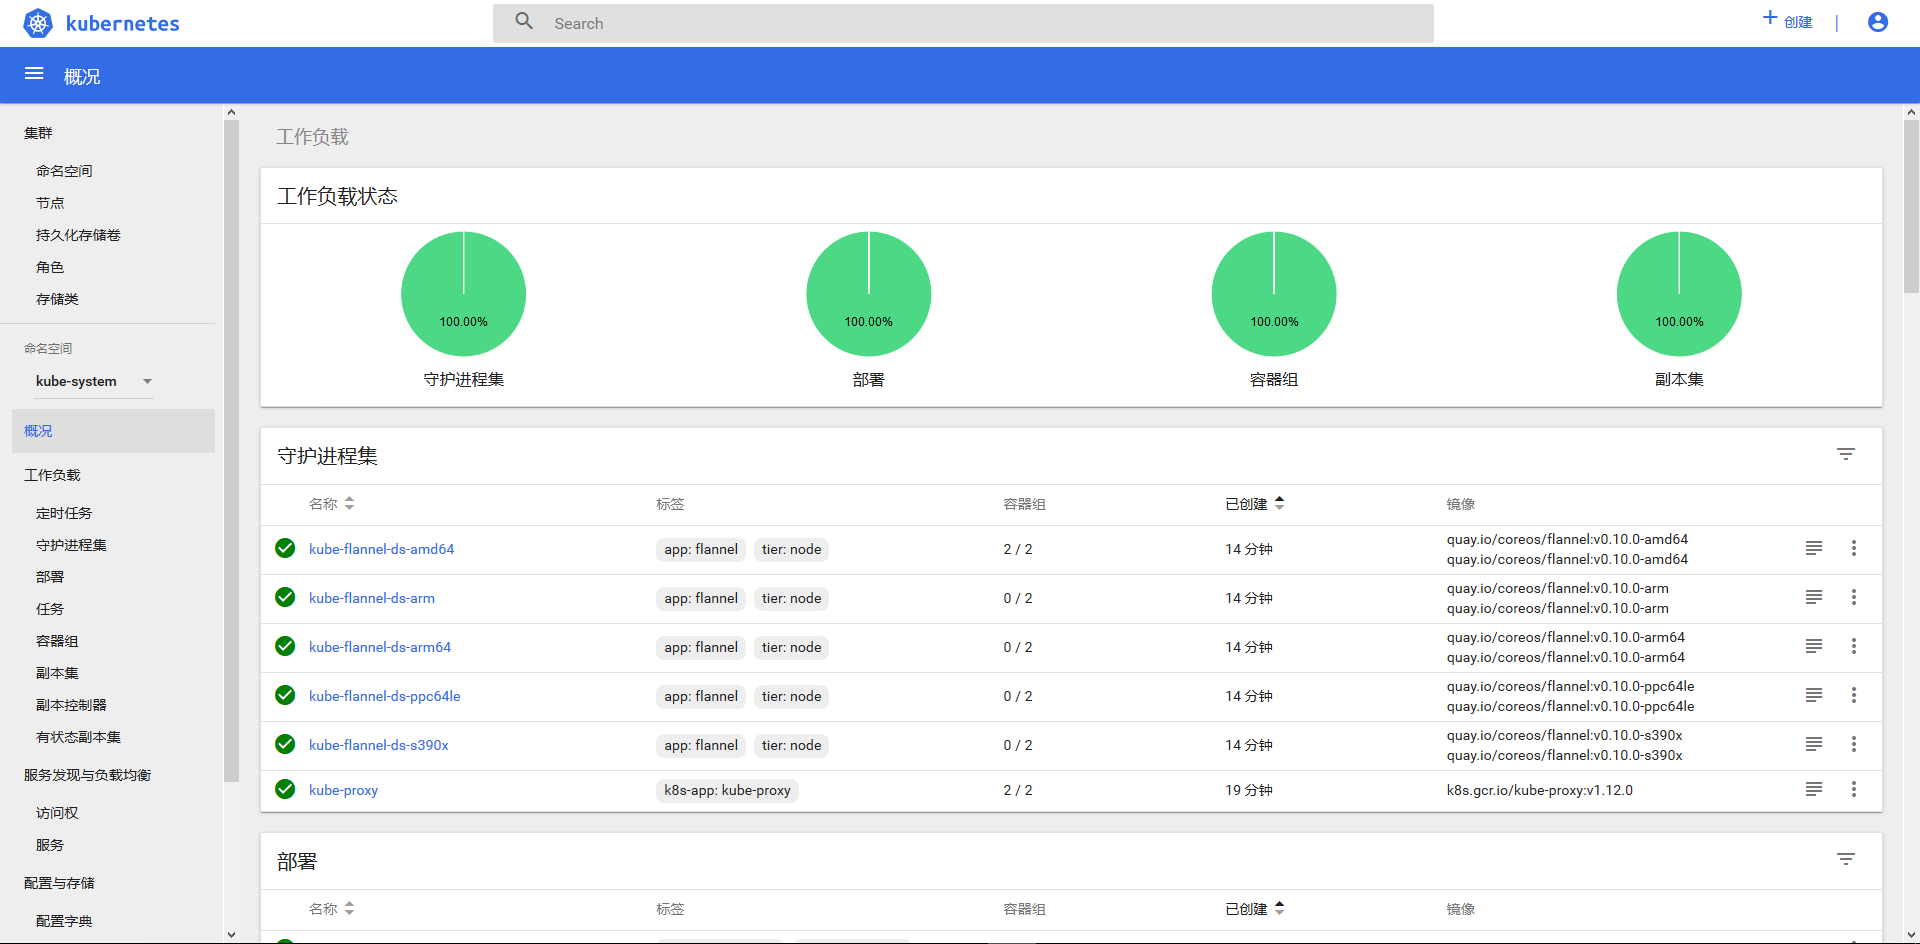 kubernetes
Search
创建
概况
集群
命名空间
节点
持久化存储卷
角色
存储类
命名空间
kube-system
概况
工作负载
定时任务
守护进程集
部署
任务
容器组
副本集
副本控制器
有状态副本集
服务发现与负载均衡
访问权
服务
配置与存储
配置字典
工作负载
工作负载状态
100.00% 100.00% 100.00% 100.00%
守护进程集 部署 容器组 副本集
守护进程集
名称 标签 容器组 已创建 镜像
kube-flannel-ds-amd64 app: flannel tier: node 2 / 2 14 分钟 quay.io/coreos/flannel:v0.10.0-amd64
quay.io/coreos/flannel:v0.10.0-amd64
kube-flannel-ds-arm app: flannel tier: node 0 / 2 14 分钟 quay.io/coreos/flannel:v0.10.0-arm
quay.io/coreos/flannel:v0.10.0-arm
kube-flannel-ds-arm64 app: flannel tier: node 0 / 2 14 分钟 quay.io/coreos/flannel:v0.10.0-arm64
quay.io/coreos/flannel:v0.10.0-arm64
kube-flannel-ds-ppc64le app: flannel tier: node 0 / 2 14 分钟 quay.io/coreos/flannel:v0.10.0-ppc64le
quay.io/coreos/flannel:v0.10.0-ppc64le
kube-flannel-ds-s390x app: flannel tier: node 0 / 2 14 分钟 quay.io/coreos/flannel:v0.10.0-s390x
quay.io/coreos/flannel:v0.10.0-s390x
kube-proxy k8s-app: kube-proxy 2 / 2 19 分钟 k8s.gcr.io/kube-proxy:v1.12.0
部署
名称 标签 容器组 已创建 镜像